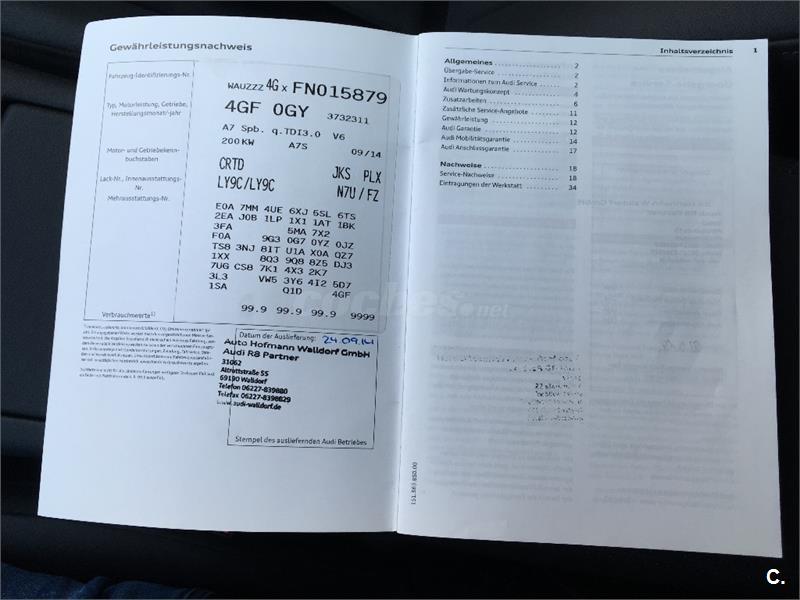 Gewährleistungsnachweis
Fahrzeug-Identifizierungs-Nr.
WAUZZZ 4G X FN015879
Typ, Motorleistung, Getriebe,
Herstellungsmonat/-jahr
4GF 0GY 3732311
A7 Spb. q.TDI3.0 V6
200 KW A7S 09/14
Motor- und Getriebekenn-
buchstaben
CRTD JKS PLX
Lack-Nr., Innenausstattungs-
Nr.
LY9C/LY9C N7U / FZ
Mehrausstattungs-Nr.
E0A 7MM 4UE 6XJ 5SL 6TS
2EA J0B 1LP 1X1 1AT 1BK
3FA 5MA 7X2
F0A 9G3 0G7 0YZ 0JZ
TS8 3NJ 8IT U1A X0A QZ7
1XX 8Q3 9Q8 8Z5 DJ3
7UG CS8 7K1 4X3 2K7
3L3 VW5 3Y6 4I2 5D7
1SA Q1D 4GF
Verbrauchwerte¹⁾
99.9 99.9 99.9 9999
Datum der Auslieferung: 24.09.14
Auto Hofmann Walldorf GmbH
Audi R8 Partner
31062
Altrottstraße 55
69190 Walldorf
Telefon 06227-839880
Telefax 06227-8398829
www.audi-walldorf.de
Stempel des ausliefernden Audi Betriebes
Inhaltsverzeichnis 1
Allgemeines 2
Übergabe-Service 2
Informationen zum Audi Service 2
Audi Wartungskonzept 4
Zusatzarbeiten 6
Zusätzliche Service-Angebote 11
Gewährleistung 12
Audi Garantie 12
Audi Mobilitätsgarantie 14
Audi Anschlussgarantie 17
Nachweise 18
Service-Nachweise 18
Eintragungen der Werkstatt 34
coches.net
C.